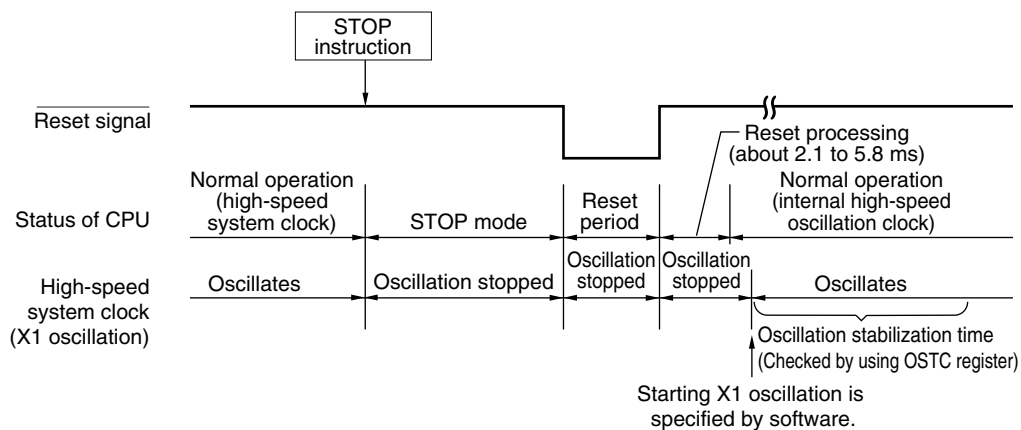 STOP
instruction
Reset signal
Reset processing
(about 2.1 to 5.8 ms)
Status of CPU
Normal operation
(high-speed
system clock)
STOP mode
Reset
period
Normal operation
(internal high-speed
oscillation clock)
High-speed
system clock
(X1 oscillation)
Oscillates
Oscillation stopped
Oscillation
stopped
Oscillation
stopped
Oscillates
Oscillation stabilization time
(Checked by using OSTC register)
Starting X1 oscillation is
specified by software.